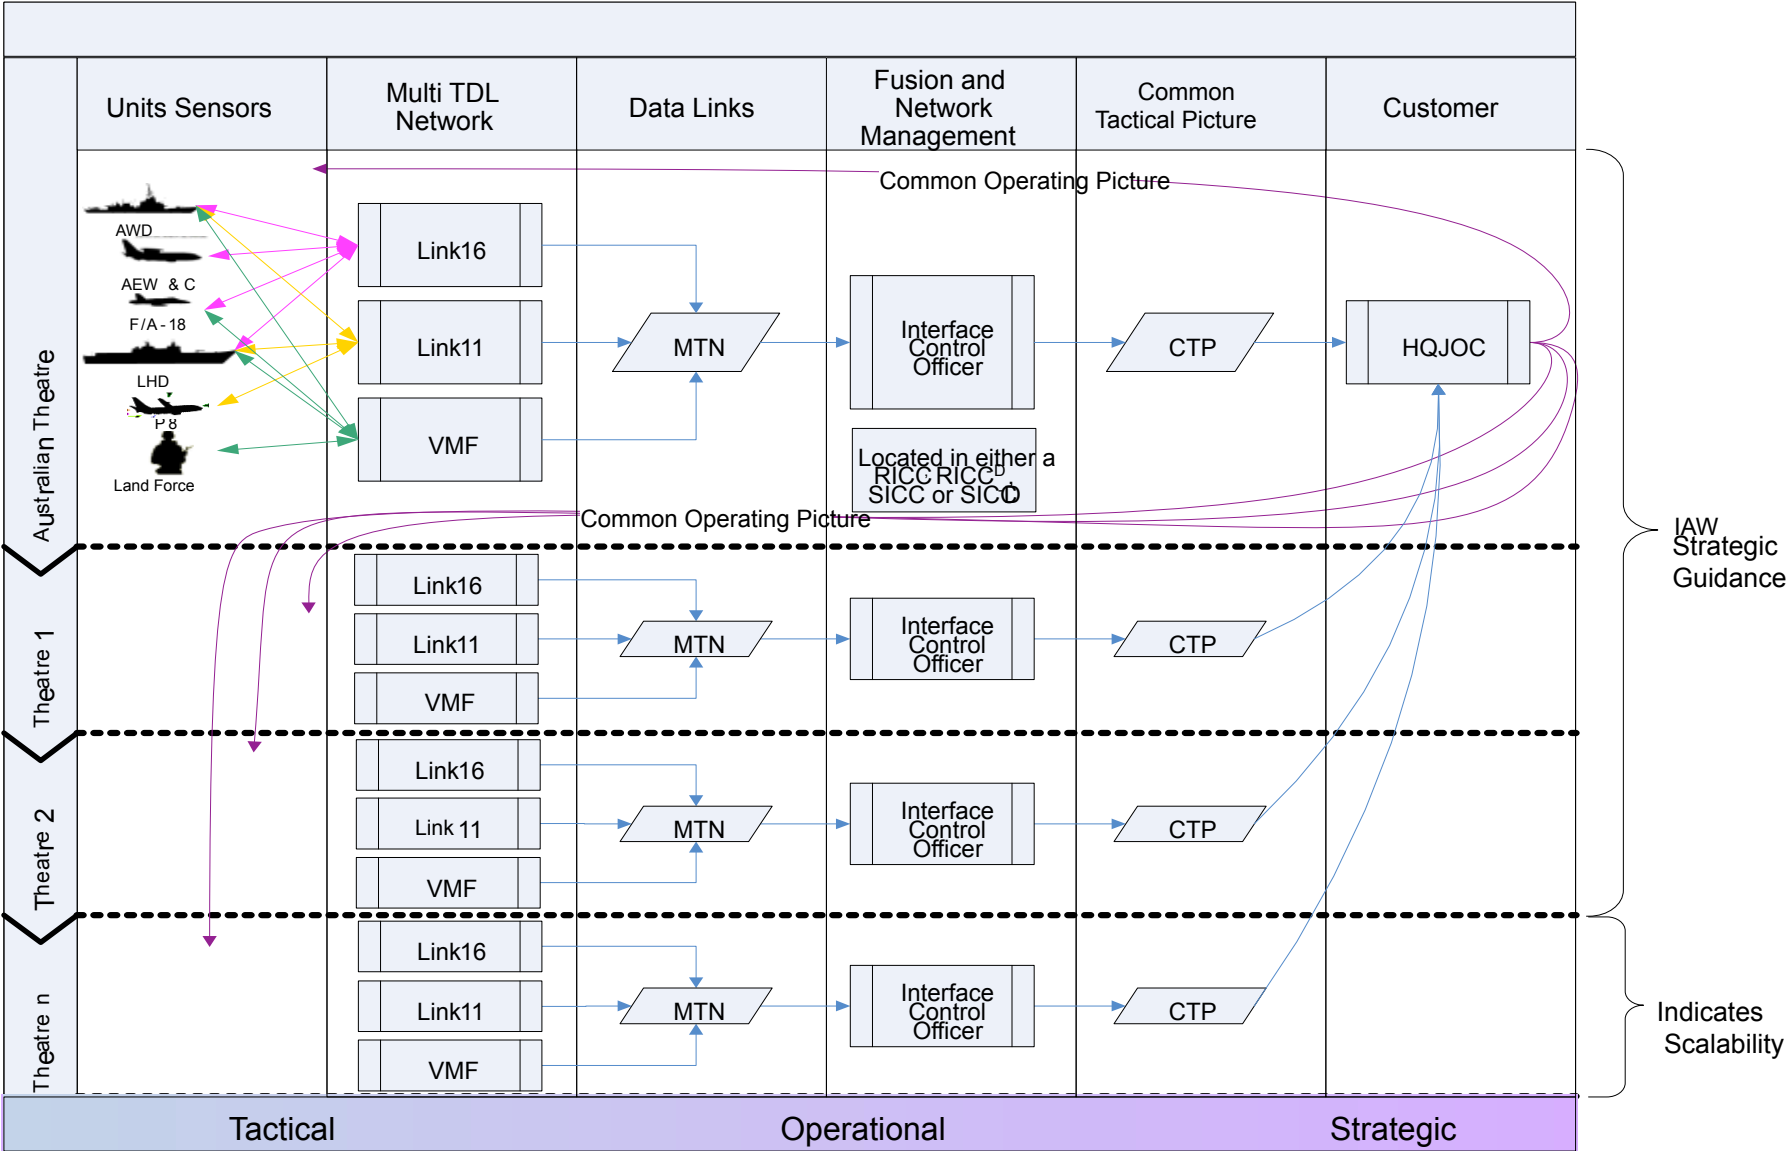 Units Sensors
Multi TDL
Network
Data Links
Fusion and
Network
Management
Common
Tactical Picture
Customer
Australian Theatre
Common Operating Picture
AWD
AEW & C
F/A-18
LHD
P8
Land Force
Link16
Link11
VMF
MTN
Interface
Control
Officer
Located in either a
RICC, RICC D,
SICC or SICC
CTP
HQJOC
Common Operating Picture
IAW
Strategic
Guidance
Theatre 1
Link16
Link11
VMF
MTN
Interface
Control
Officer
CTP
Theatre 2
Link16
Link 11
VMF
MTN
Interface
Control
Officer
CTP
Theatre n
Link16
Link11
VMF
MTN
Interface
Control
Officer
CTP
Indicates
Scalability
Tactical
Operational
Strategic